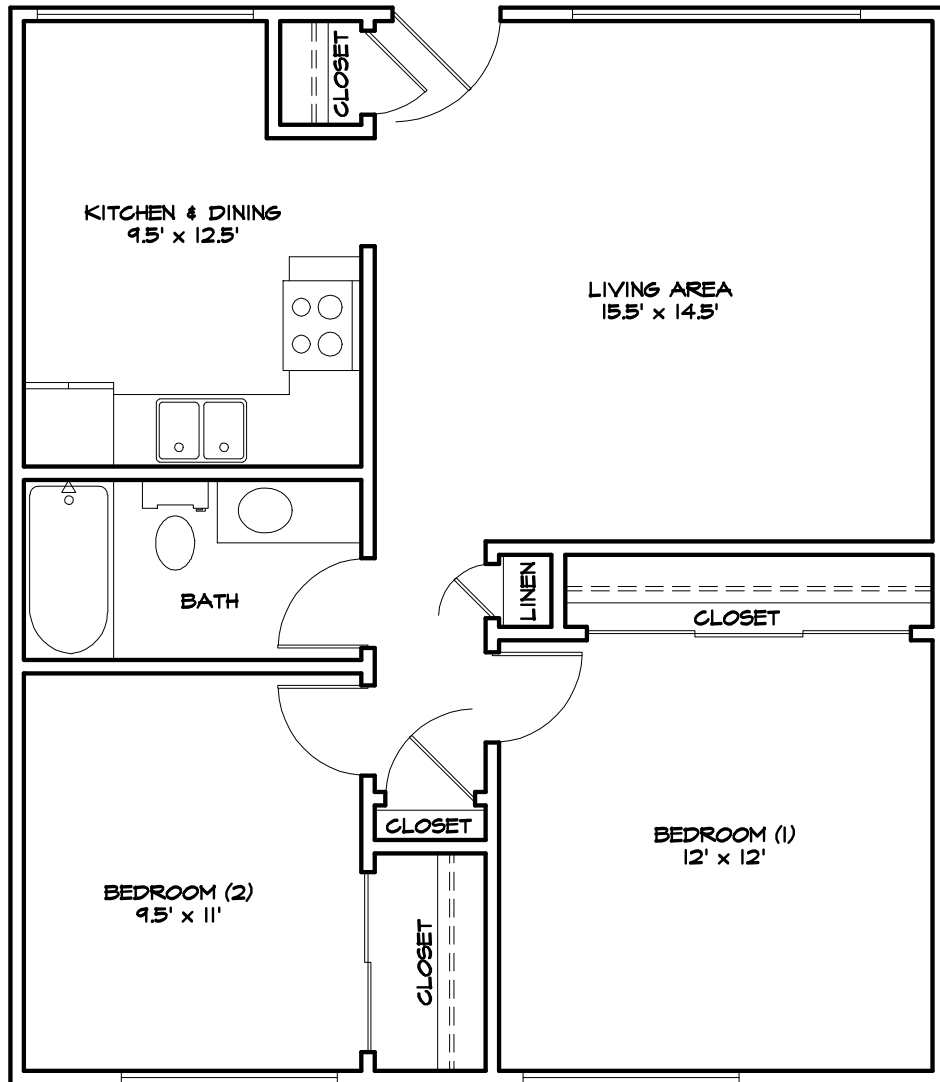 CLOSET
KITCHEN & DINING
9.5' x 12.5'
LIVING AREA
15.5' x 14.5'
BATH
LINEN
CLOSET
CLOSET
BEDROOM (1)
12' x 12'
BEDROOM (2)
9.5' x 11'
CLOSET